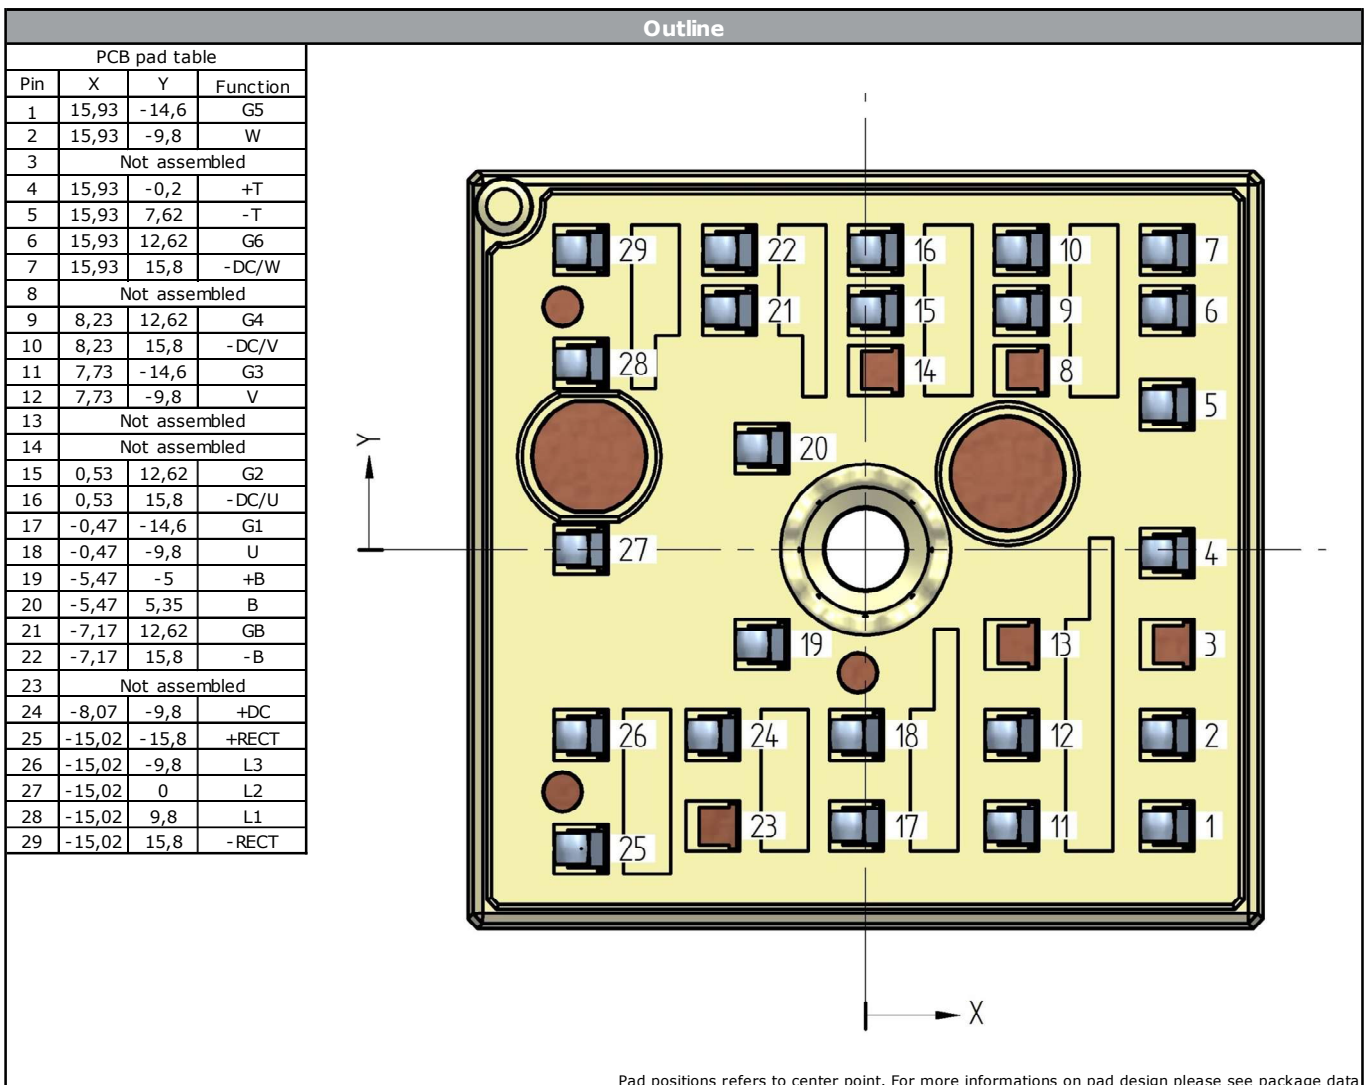 Outline
PCB pad table
Pin X Y Function
1 15,93 -14,6 G5
2 15,93 -9,8 W
3 Not assembled
4 15,93 -0,2 +T
5 15,93 7,62 -T
6 15,93 12,62 G6
7 15,93 15,8 -DC/W
8 Not assembled
9 8,23 12,62 G4
10 8,23 15,8 -DC/V
11 7,73 -14,6 G3
12 7,73 -9,8 V
13 Not assembled
14 Not assembled
15 0,53 12,62 G2
16 0,53 15,8 -DC/U
17 -0,47 -14,6 G1
18 -0,47 -9,8 U
19 -5,47 -5 +B
20 -5,47 5,35 B
21 -7,17 12,62 GB
22 -7,17 15,8 -B
23 Not assembled
24 -8,07 -9,8 +DC
25 -15,02 -15,8 +RECT
26 -15,02 -9,8 L3
27 -15,02 0 L2
28 -15,02 9,8 L1
29 -15,02 15,8 -RECT
29 22 16 10 7
21 15 9 6
28 14 8
5
Y
20
27 4
19 13 3
26 24 18 12 2
23 17 11 1
25
X
Pad positions refers to center point. For more informations on pad design please see package data